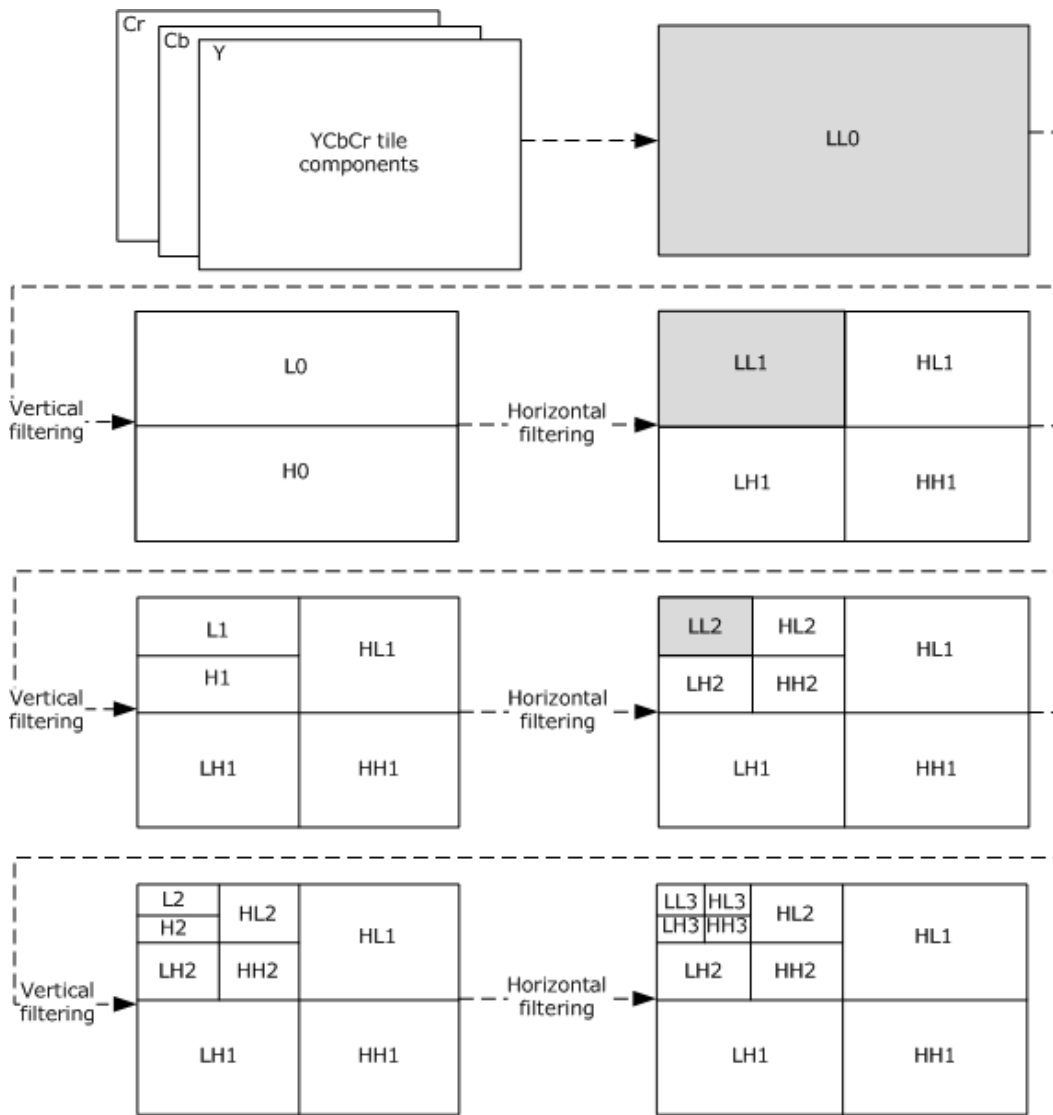 Cr
Cb
Y
YCbCr tile
components
LL0
L0
H0
Vertical
filtering
Horizontal
filtering
LL1
HL1
LH1
HH1
L1
H1
HL1
LH1
HH1
Vertical
filtering
Horizontal
filtering
LL2
HL2
LH2
HH2
HL1
LH1
HH1
L2
H2
HL2
LH2
HH2
HL1
LH1
HH1
Vertical
filtering
Horizontal
filtering
LL3
HL3
LH3
HH3
HL2
LH2
HH2
HL1
LH1
HH1